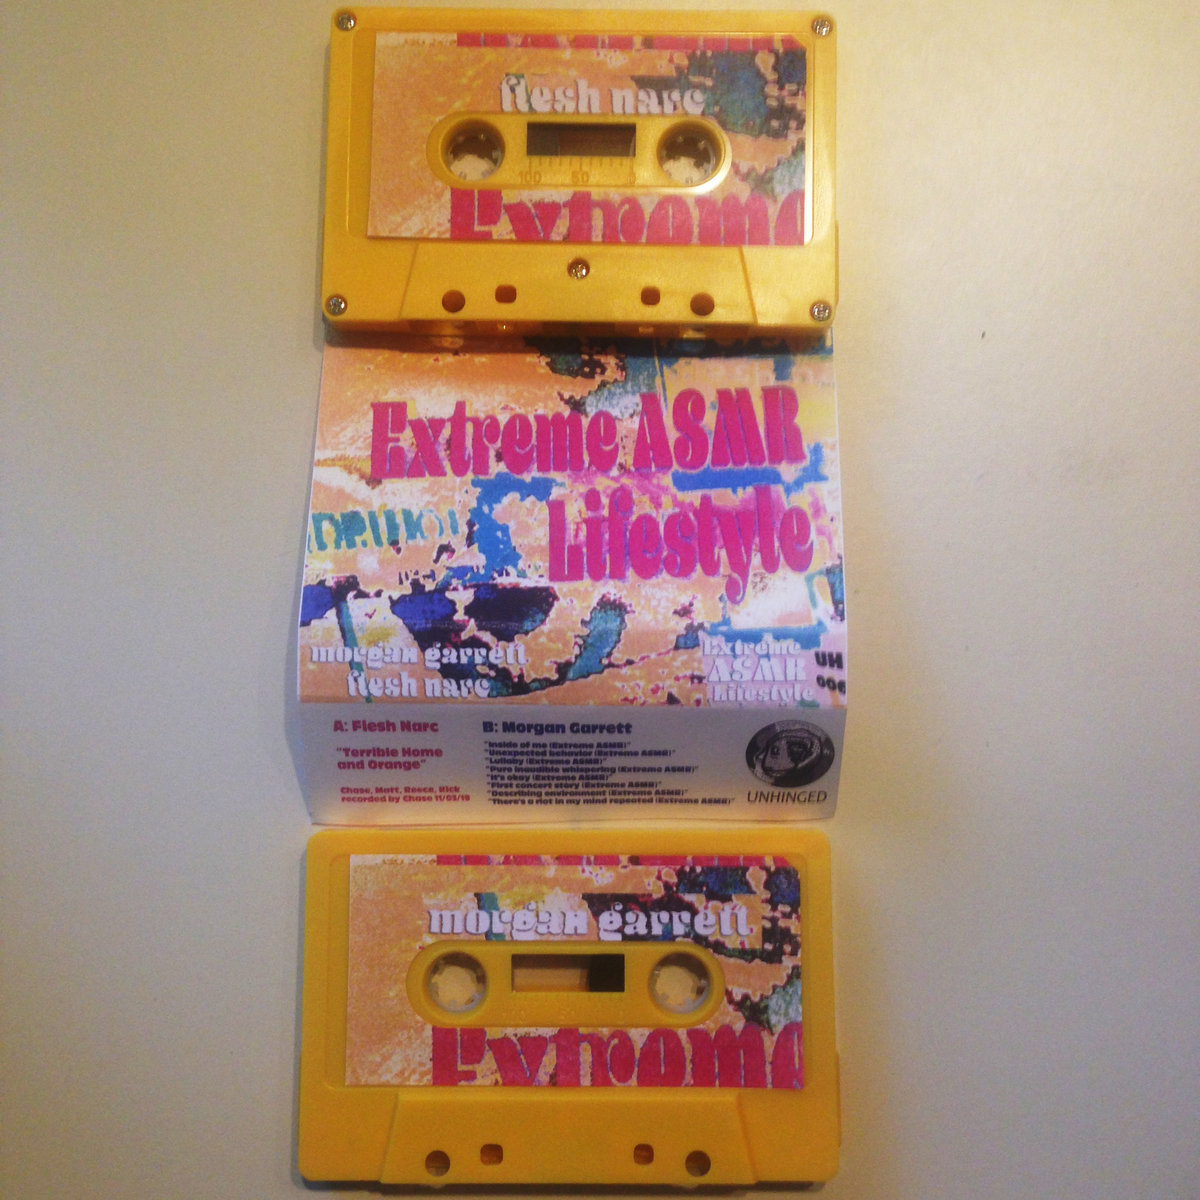 flesh narc
100 50 0
Extreme
Extreme ASMR
Lifestyle
morgan garrett
flesh narc
Extreme
ASMR
Lifestyle
UH
006
A: Flesh Narc
"Terrible Home
and Orange"
Chase, Matt, Reece, Rick
recorded by Chase 11/03/19
B: Morgan Garrett
"Inside of me (Extreme ASMR)"
"Unexpected behavior (Extreme ASMR)"
"Lullaby (Extreme ASMR)"
"Pure inaudible whispering (Extreme ASMR)"
"It's okay (Extreme ASMR)"
"First concert story (Extreme ASMR)"
"Describing environment (Extreme ASMR)"
"There's a riot in my mind repeated (Extreme ASMR)"
UNHINGED
morgan garrett
Extreme